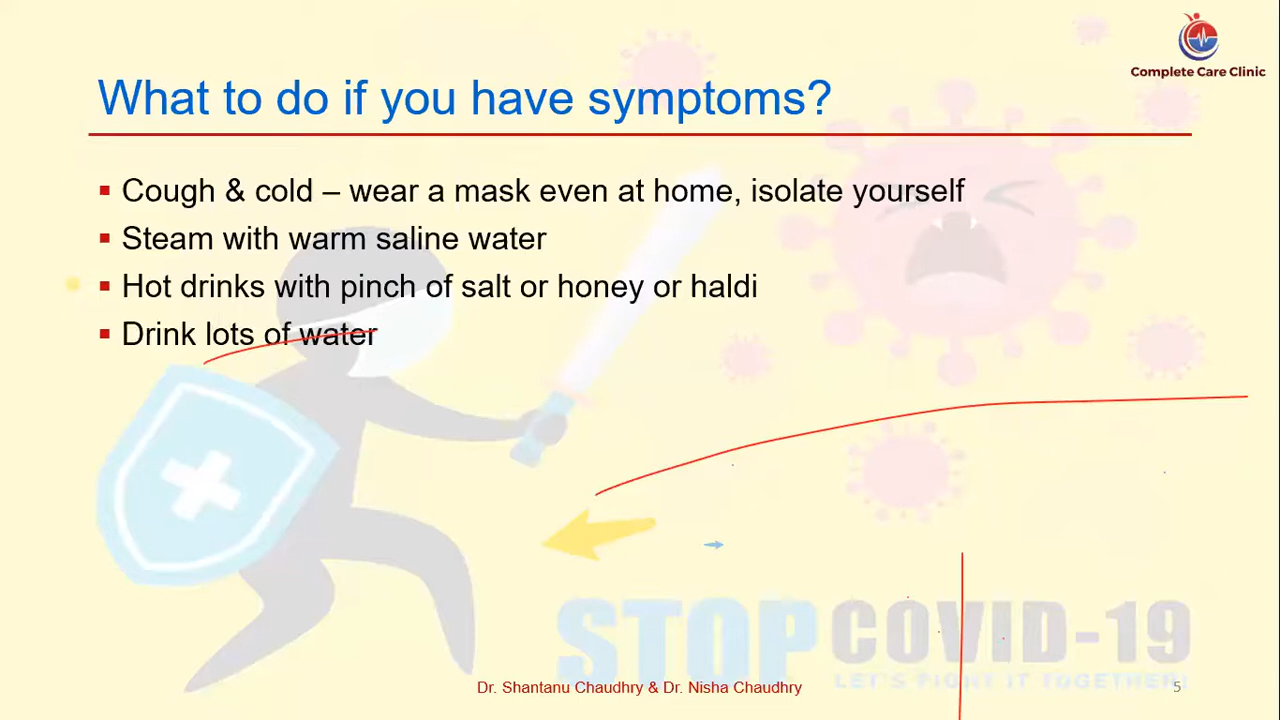 Complete Care Clinic
What to do if you have symptoms?
▪ Cough & cold – wear a mask even at home, isolate yourself
▪ Steam with warm saline water
▪ Hot drinks with pinch of salt or honey or haldi
▪ Drink lots of water
STOP COVID-19
LET'S FIGHT IT TOGETHER!
Dr. Shantanu Chaudhry & Dr. Nisha Chaudhry
5